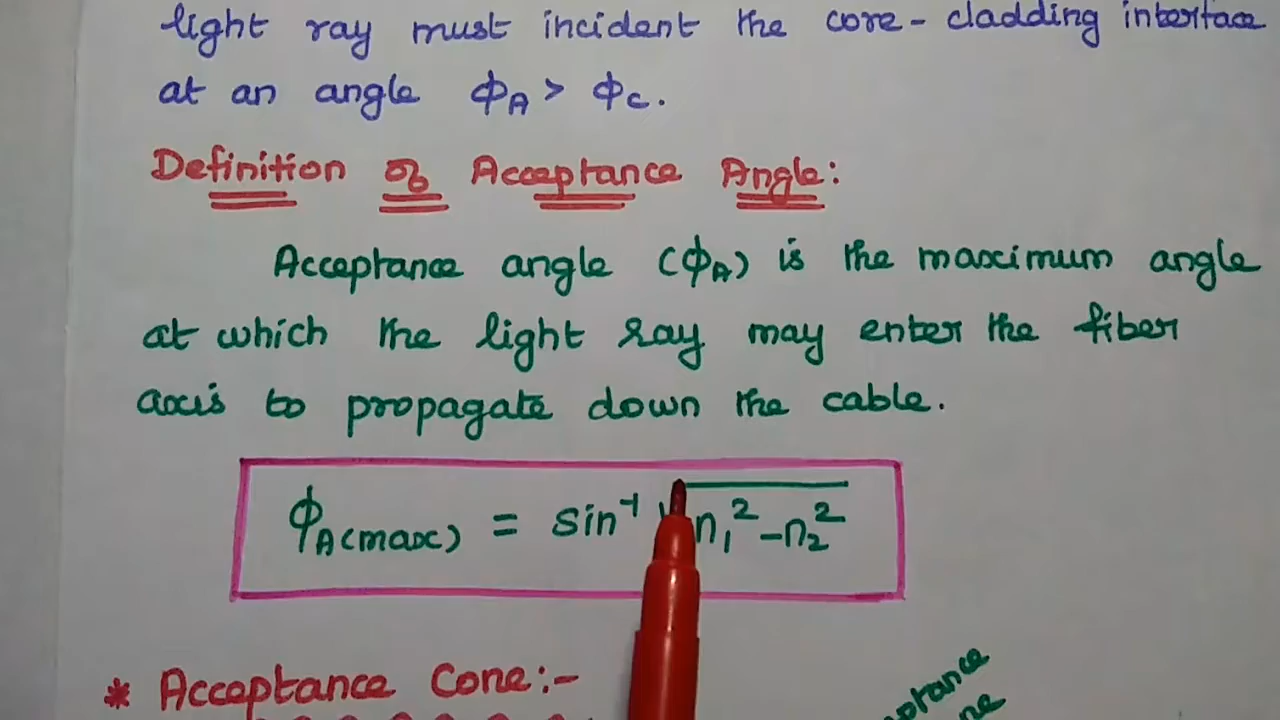 light ray must incident the core-cladding interface
at an angle ϕA > ϕC.
Definition of Acceptance Angle:
Acceptance angle (ϕA) is the maximum angle
at which the light ray may enter the fiber
axis to propagate down the cable.
ϕA(max) = sin⁻¹ √n₁² - n₂²
* Acceptance Cone:-